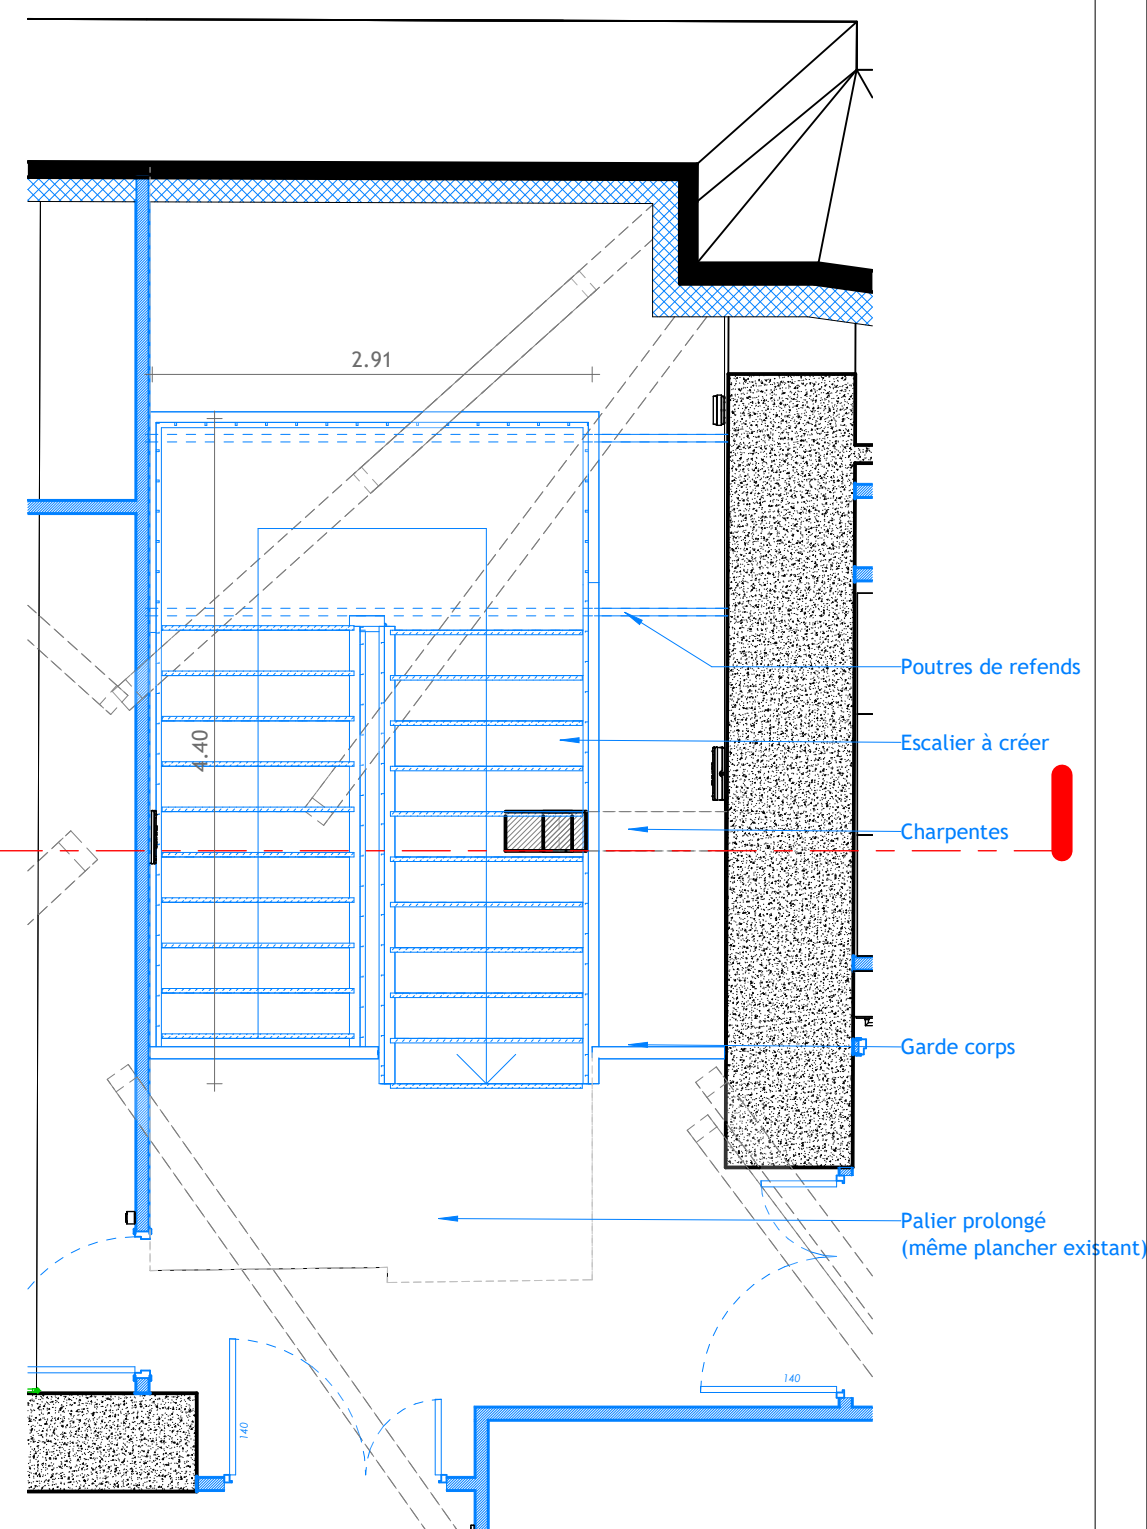 2.91
4.40
Poutres de refends
Escalier à créer
Charpentes
Garde corps
Palier prolongé
(même plancher existant)
140
140